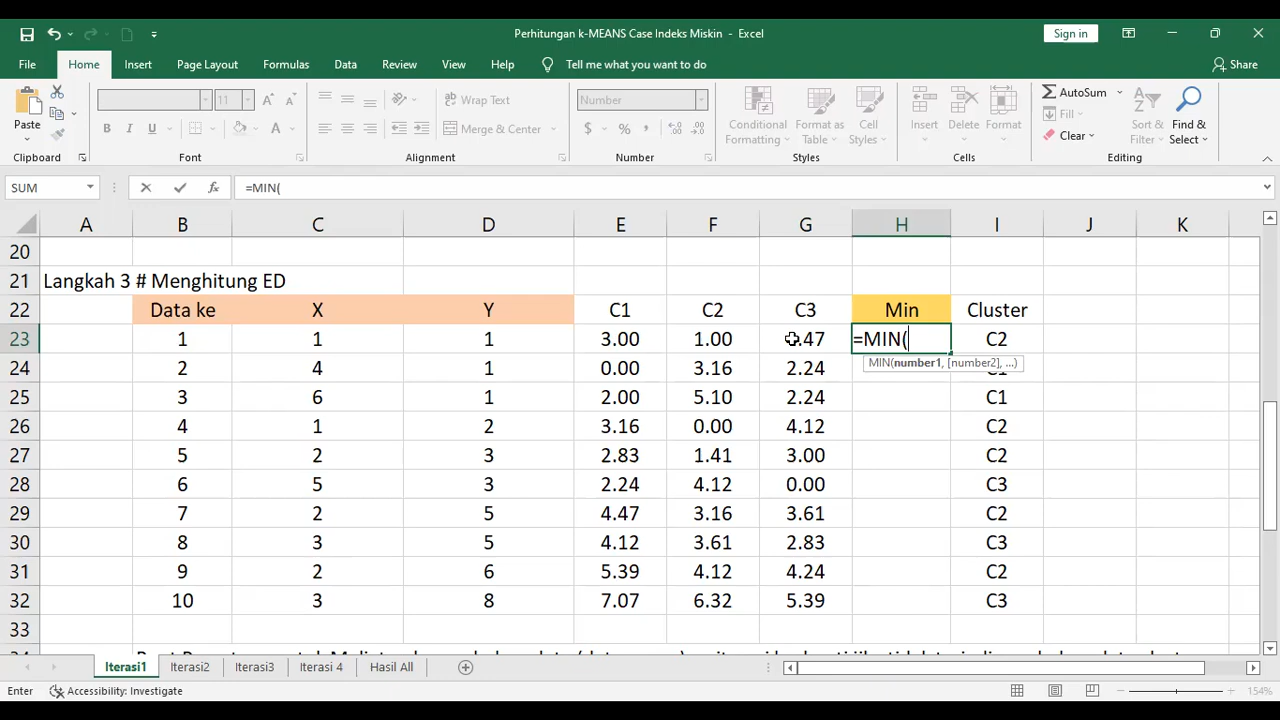 Perhitungan k-MEANS Case Indeks Miskin - Excel
Sign in
File Home Insert Page Layout Formulas Data Review View Help Tell me what you want to do Share
Paste
Clipboard
11 A A
B I U A
Font
Wrap Text
Merge & Center
Alignment
Number
$ %
Number
Conditional Formatting
Format as Table
Cell Styles
Styles
Insert Delete Format
Cells
AutoSum
Fill
Clear
Sort & Filter
Find & Select
Editing
SUM fx =MIN(
A B C D E F G H I J K
20
21 Langkah 3 # Menghitung ED
22 Data ke X Y C1 C2 C3 Min Cluster
23 1 1 1 3.00 1.00 .47 =MIN( C2
MIN(number1, [number2], ...)
24 2 4 1 0.00 3.16 2.24
25 3 6 1 2.00 5.10 2.24 C1
26 4 1 2 3.16 0.00 4.12 C2
27 5 2 3 2.83 1.41 3.00 C2
28 6 5 3 2.24 4.12 0.00 C3
29 7 2 5 4.47 3.16 3.61 C2
30 8 3 5 4.12 3.61 2.83 C3
31 9 2 6 5.39 4.12 4.24 C2
32 10 3 8 7.07 6.32 5.39 C3
33
Iterasi1 Iterasi2 Iterasi3 Iterasi 4 Hasil All
Enter Accessibility: Investigate 154%